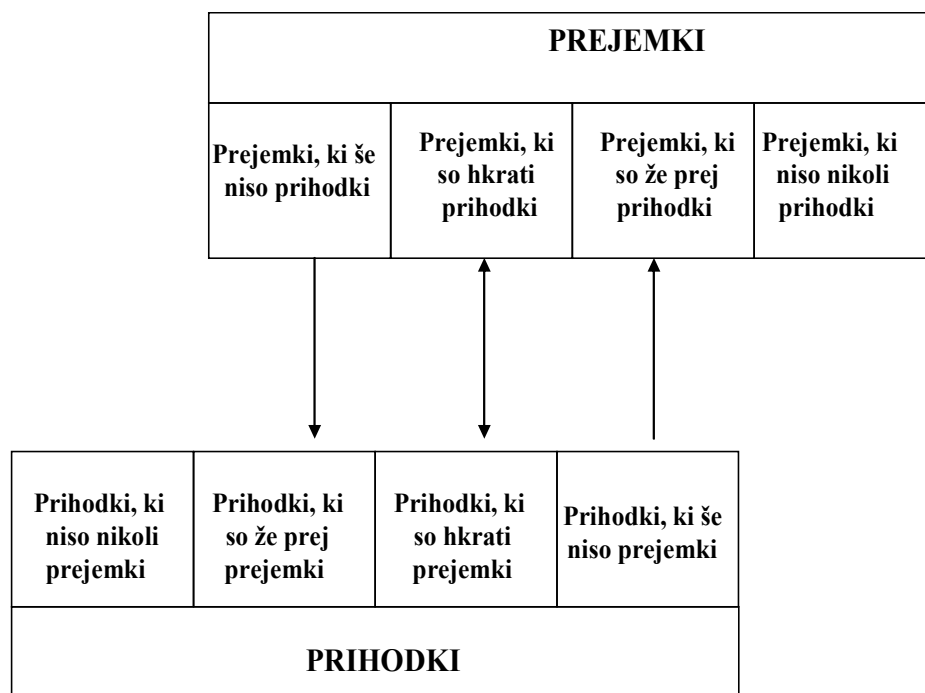 PREJEMKI
Prejemki, ki še
niso prihodki
Prejemki, ki
so hkrati
prihodki
Prejemki, ki
so že prej
prihodki
Prejemki, ki
niso nikoli
prihodki
Prihodki, ki
niso nikoli
prejemki
Prihodki, ki
so že prej
prejemki
Prihodki, ki
so hkrati
prejemki
Prihodki, ki še
niso prejemki
PRIHODKI